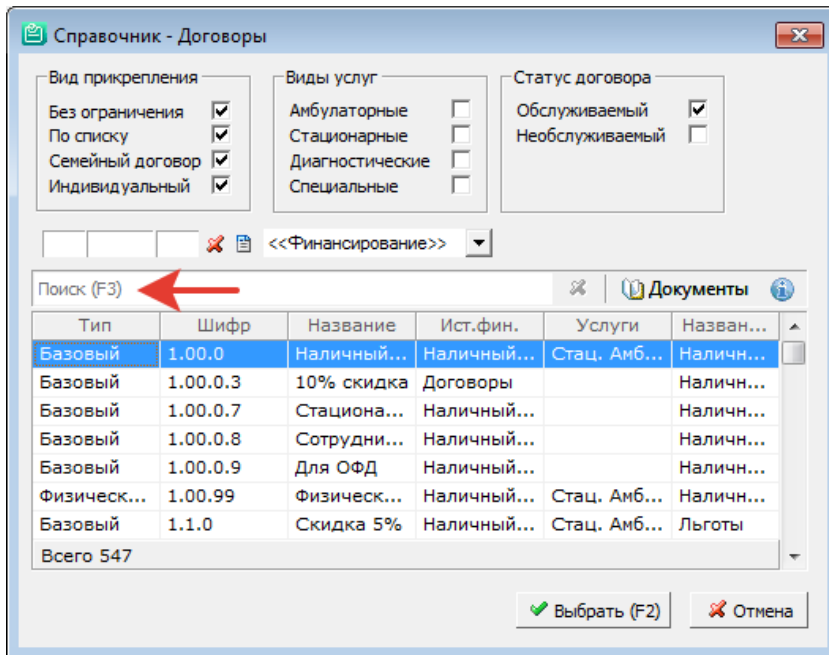 Справочник - Договоры
Вид прикрепления
Без ограничения
По списку
Семейный договор
Индивидуальный
Виды услуг
Амбулаторные
Стационарные
Диагностические
Специальные
Статус договора
Обслуживаемый
Необслуживаемый
<<Финансирование>>
Поиск (F3) Документы
Тип Шифр Название Ист.фин. Услуги Назван...
Базовый 1.00.0 Наличный... Наличный... Стац. Амб... Наличн...
Базовый 1.00.0.3 10% скидка Договоры Наличн...
Базовый 1.00.0.7 Стациона... Наличный... Наличн...
Базовый 1.00.0.8 Сотрудни... Наличный... Наличн...
Базовый 1.00.0.9 Для ОФД Наличный... Наличн...
Физическ... 1.00.99 Физическ... Наличный... Стац. Амб... Наличн...
Базовый 1.1.0 Скидка 5% Наличный... Стац. Амб... Льготы
Всего 547
Выбрать (F2) Отмена